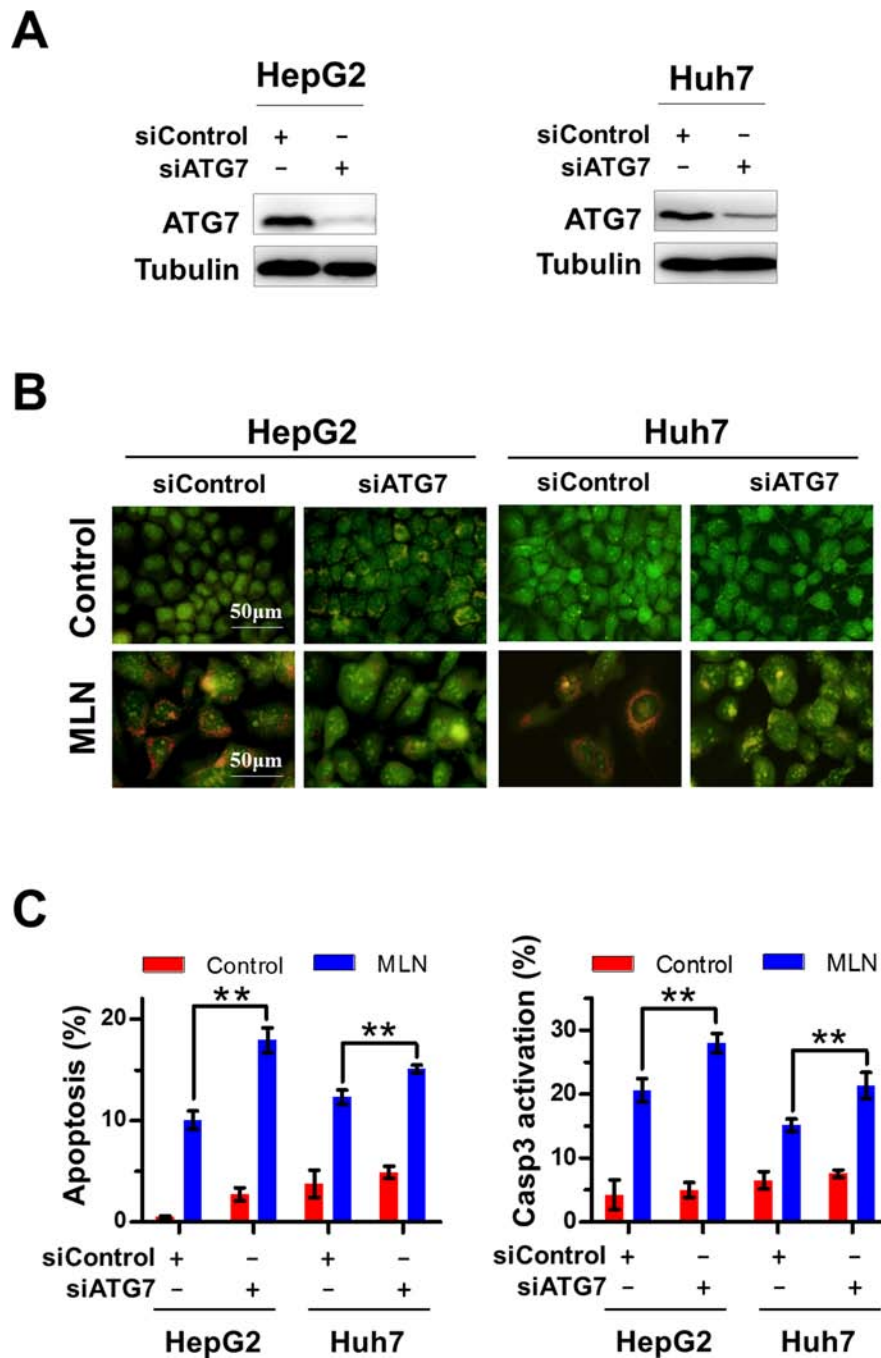 A
HepG2
siControl + −
siATG7 − +
ATG7
Tubulin
Huh7
siControl + −
siATG7 − +
ATG7
Tubulin
B
HepG2 Huh7
siControl siATG7 siControl siATG7
Control
50μm
MLN
50μm
C
Control MLN
Apoptosis (%)
20
10
0
** **
siControl + − + −
siATG7 − + − +
HepG2 Huh7
Control MLN
Casp3 activation (%)
30
20
10
0
** **
siControl + − + −
siATG7 − + − +
HepG2 Huh7